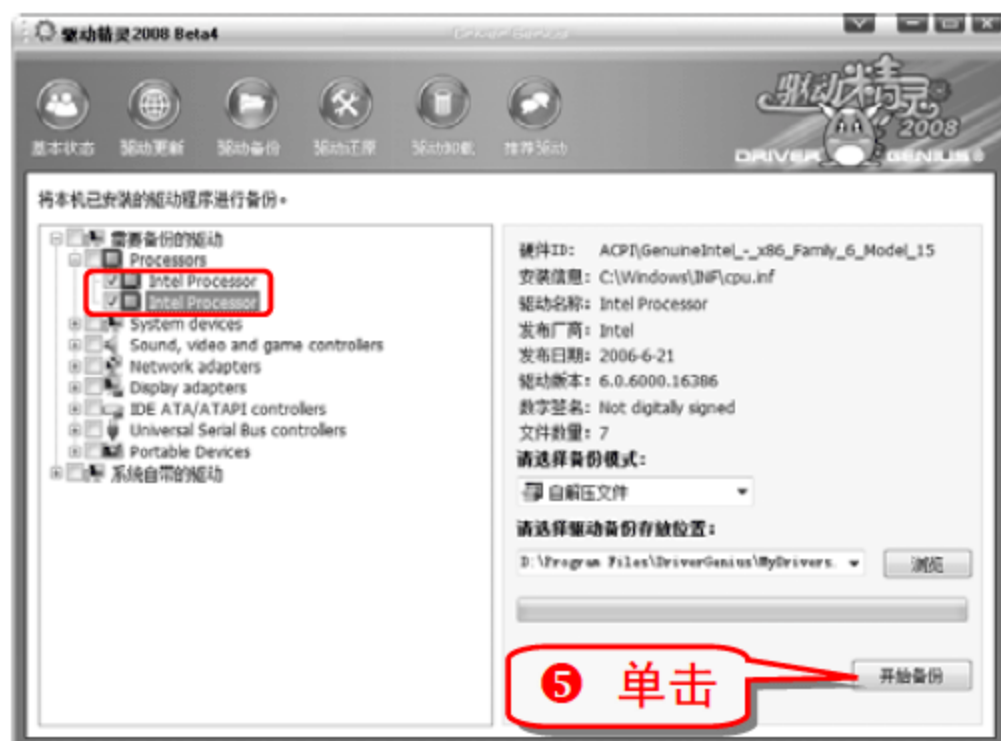 驱动精灵2008 Beta4
Driver Genius
驱动精灵
2008
DRIVER GENIUS
基本状态 驱动更新 驱动备份 驱动还原 驱动卸载 推荐驱动
将本机已安装的驱动程序进行备份。
需要备份的驱动
Processors
Intel Processor
Intel Processor
System devices
Sound, video and game controllers
Network adapters
Display adapters
IDE ATA/ATAPI controllers
Universal Serial Bus controllers
Portable Devices
系统自带的驱动
硬件ID: ACPI\GenuineIntel_-_x86_Family_6_Model_15
安装信息: C:\Windows\INF\cpu.inf
驱动名称: Intel Processor
发布厂商: Intel
发布日期: 2006-6-21
驱动版本: 6.0.6000.16386
数字签名: Not digitally signed
文件数量: 7
请选择备份模式:
自解压文件
请选择驱动备份存放位置:
D:\Program Files\DriverGenius\MyDrivers.
浏览
❺ 单击
开始备份